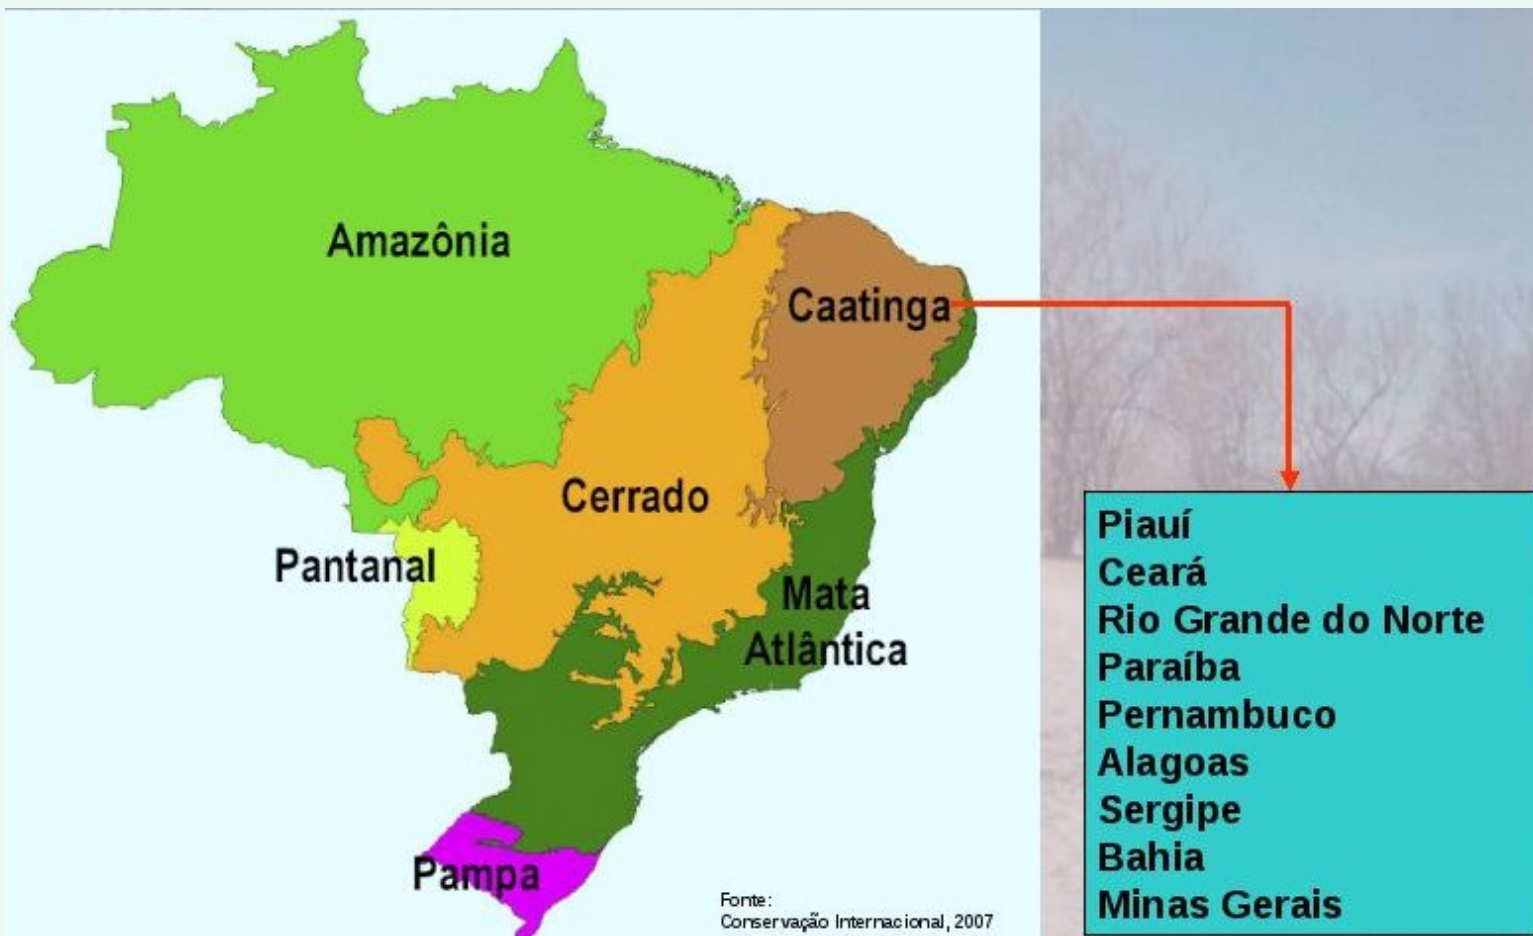 Amazônia
Caatinga
Cerrado
Pantanal
Mata
Atlântica
Pampa
Fonte:
Conservação Internacional, 2007
Piauí
Ceará
Rio Grande do Norte
Paraíba
Pernambuco
Alagoas
Sergipe
Bahia
Minas Gerais